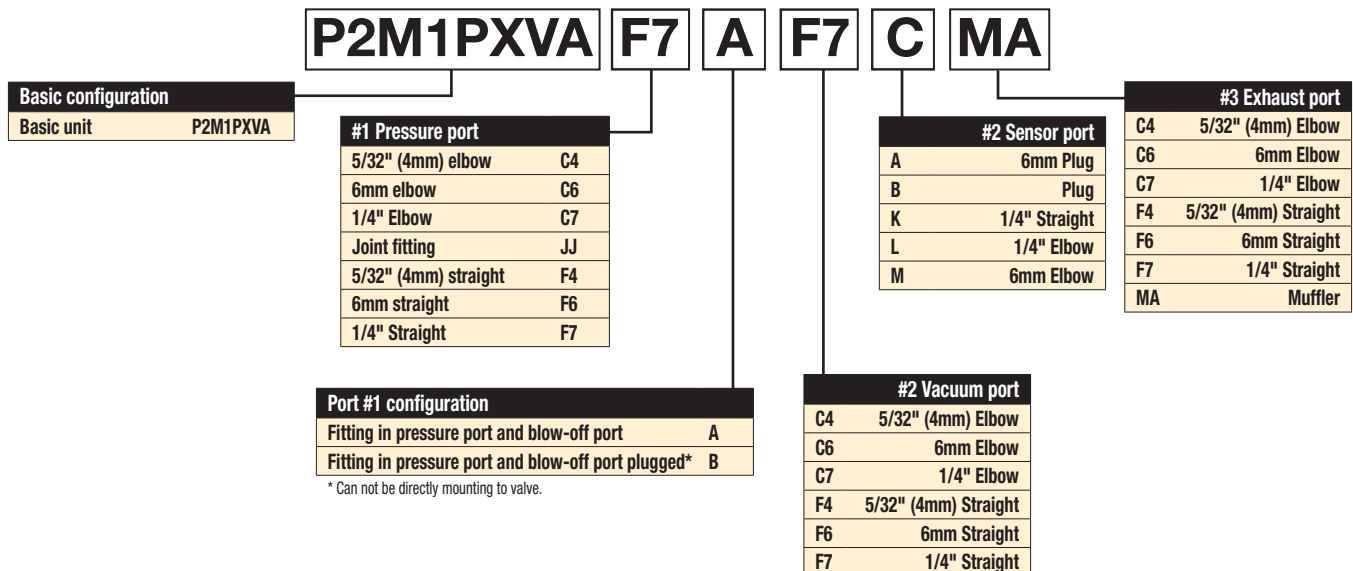 P2M1PXVA F7 A F7 C MA
Basic configuration
Basic unit P2M1PXVA
#1 Pressure port
5/32" (4mm) elbow C4
6mm elbow C6
1/4" Elbow C7
Joint fitting JJ
5/32" (4mm) straight F4
6mm straight F6
1/4" Straight F7
Port #1 configuration
Fitting in pressure port and blow-off port A
Fitting in pressure port and blow-off port plugged* B
* Can not be directly mounting to valve.
#2 Vacuum port
C4 5/32" (4mm) Elbow
C6 6mm Elbow
C7 1/4" Elbow
F4 5/32" (4mm) Straight
F6 6mm Straight
F7 1/4" Straight
#2 Sensor port
A 6mm Plug
B Plug
K 1/4" Straight
L 1/4" Elbow
M 6mm Elbow
#3 Exhaust port
C4 5/32" (4mm) Elbow
C6 6mm Elbow
C7 1/4" Elbow
F4 5/32" (4mm) Straight
F6 6mm Straight
F7 1/4" Straight
MA Muffler